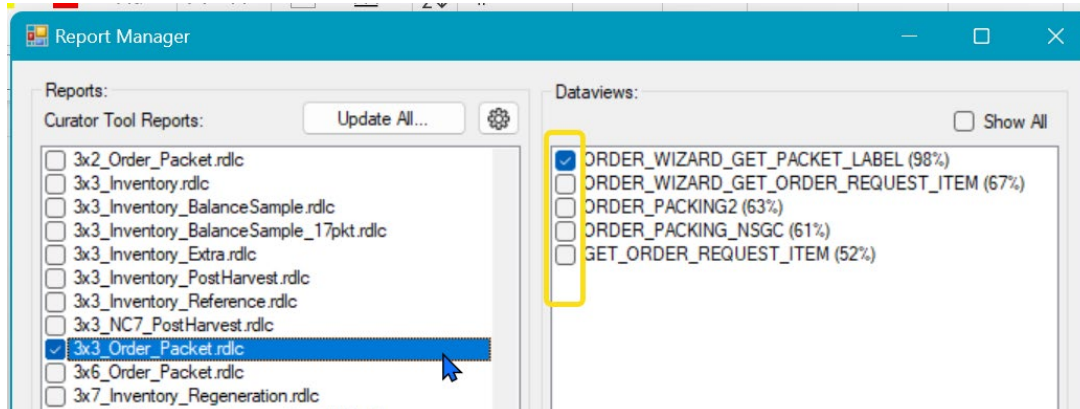 Report Manager
Reports:
Curator Tool Reports:
Update All...
3x2_Order_Packet.rdlc
3x3_Inventory.rdlc
3x3_Inventory_BalanceSample.rdlc
3x3_Inventory_BalanceSample_17pkt.rdlc
3x3_Inventory_Extra.rdlc
3x3_Inventory_PostHarvest.rdlc
3x3_Inventory_Reference.rdlc
3x3_NC7_PostHarvest.rdlc
3x3_Order_Packet.rdlc
3x6_Order_Packet.rdlc
3x7_Inventory_Regeneration.rdlc
Dataviews:
Show All
ORDER_WIZARD_GET_PACKET_LABEL (98%)
ORDER_WIZARD_GET_ORDER_REQUEST_ITEM (67%)
ORDER_PACKING2 (63%)
ORDER_PACKING_NSGC (61%)
GET_ORDER_REQUEST_ITEM (52%)